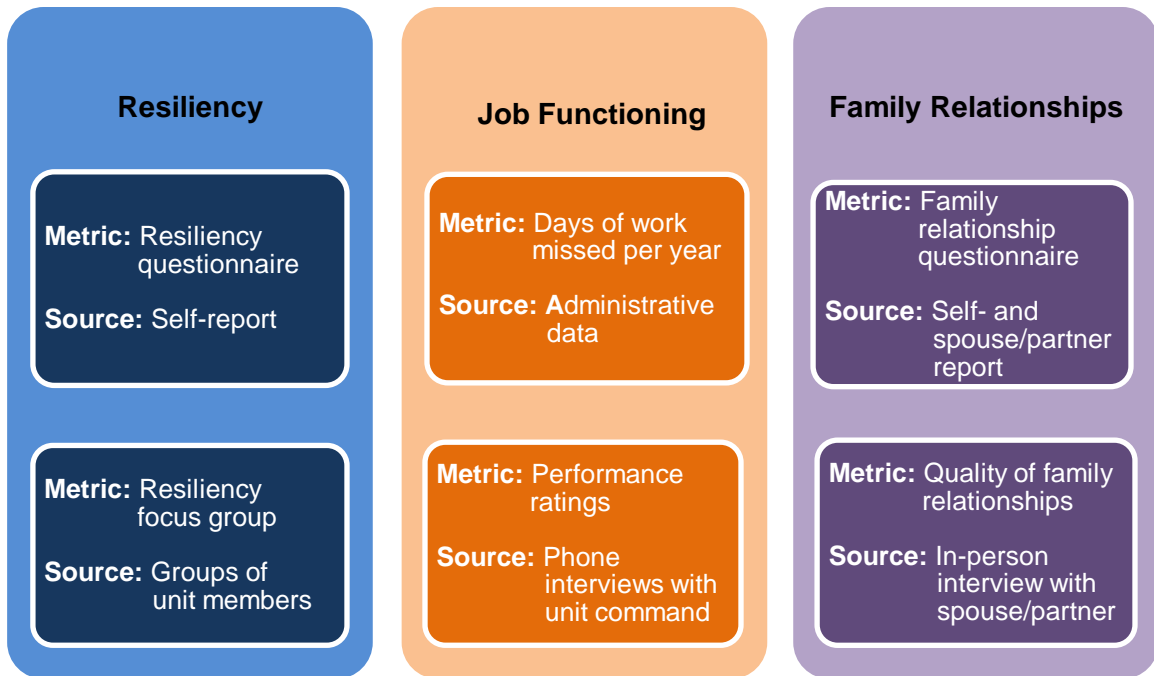 Resiliency
Metric: Resiliency
questionnaire
Source: Self-report
Metric: Resiliency
focus group
Source: Groups of
unit members
Job Functioning
Metric: Days of work
missed per year
Source: Administrative
data
Metric: Performance
ratings
Source: Phone
interviews with
unit command
Family Relationships
Metric: Family
relationship
questionnaire
Source: Self- and
spouse/partner
report
Metric: Quality of family
relationships
Source: In-person
interview with
spouse/partner